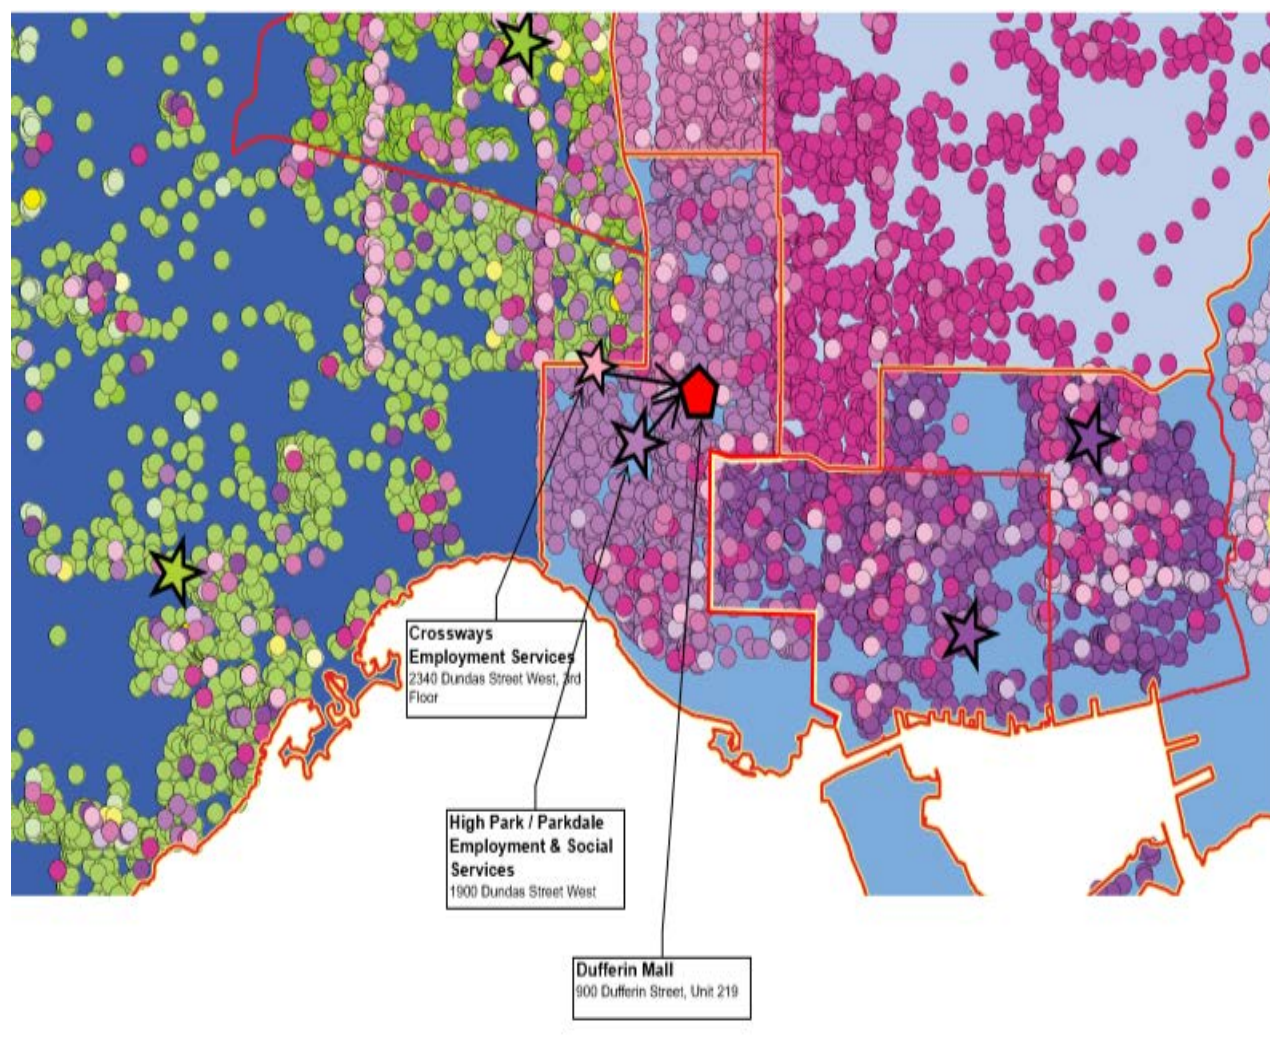 Crossways
Employment Services
2340 Dundas Street West, 3rd
Floor
High Park / Parkdale
Employment & Social
Services
1900 Dundas Street West
Dufferin Mall
900 Dufferin Street, Unit 219